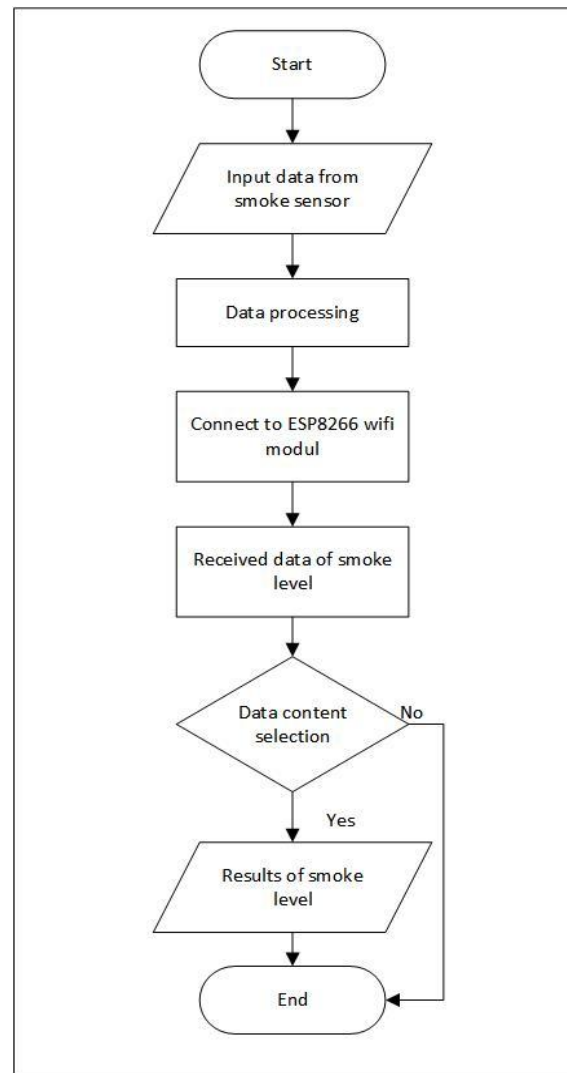 Start
Input data from
smoke sensor
Data processing
Connect to ESP8266 wifi
modul
Received data of smoke
level
Data content
selection
No
Yes
Results of smoke
level
End